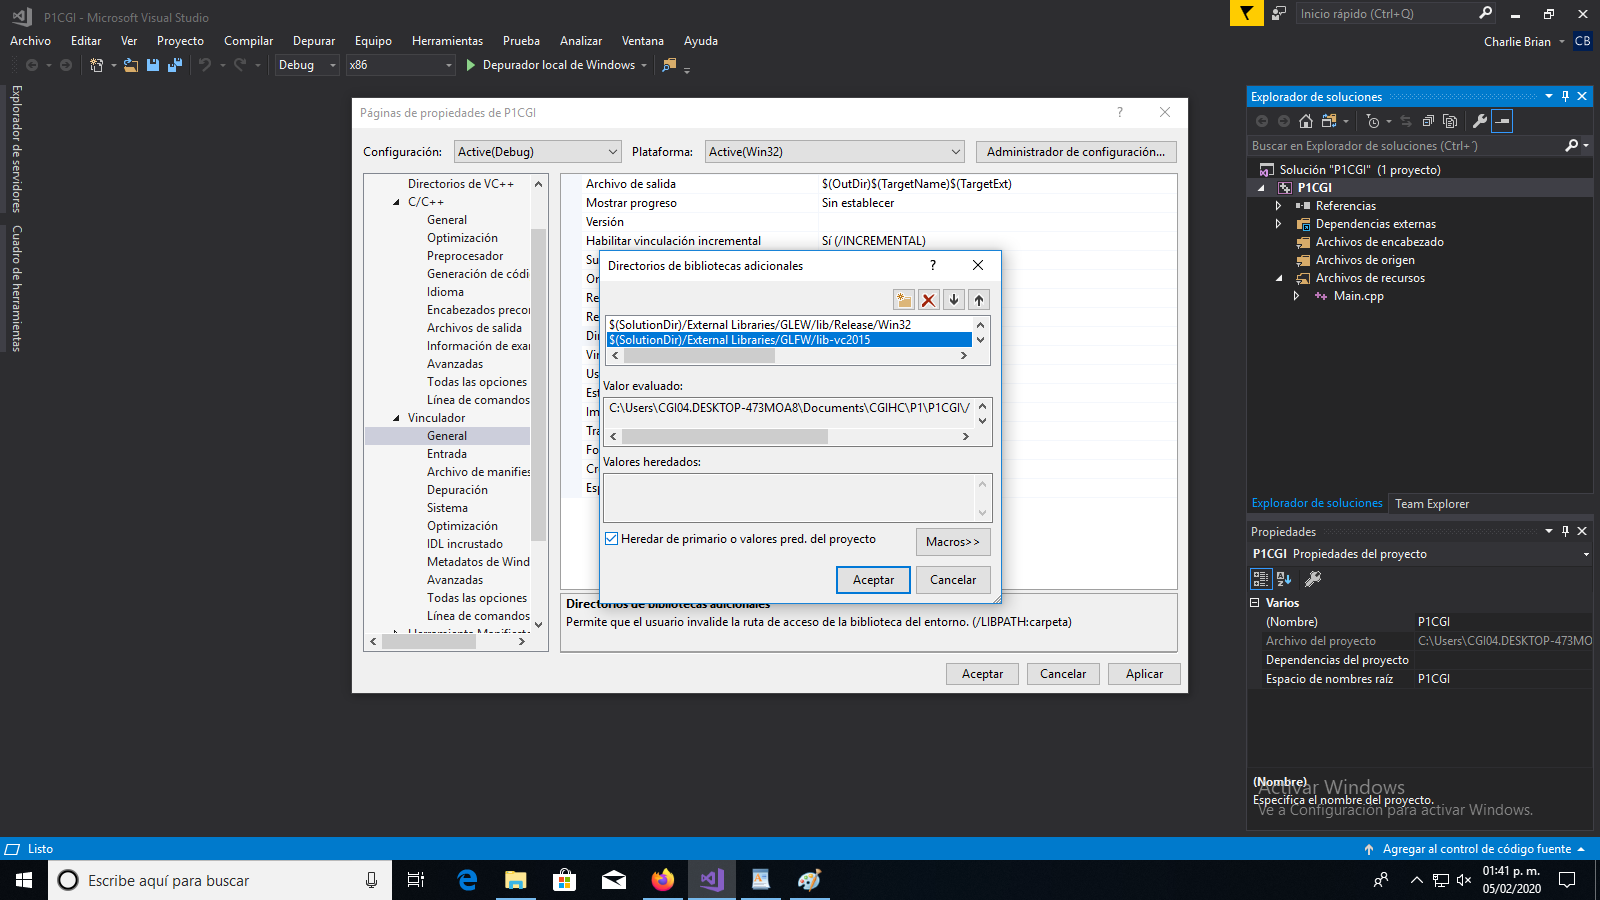 P1CGI - Microsoft Visual Studio
Inicio rápido (Ctrl+Q)
Archivo Editar Ver Proyecto Compilar Depurar Equipo Herramientas Prueba Analizar Ventana Ayuda
Charlie Brian CB
Debug x86 Depurador local de Windows
Explorador de servidores
Cuadro de herramientas
Páginas de propiedades de P1CGI
Configuración: Active(Debug) Plataforma: Active(Win32) Administrador de configuración...
Directorios de VC++
C/C++
General
Optimización
Preprocesador
Generación de códi
Idioma
Encabezados preco
Archivos de salida
Información de exa
Avanzadas
Todas las opciones
Línea de comandos
Vinculador
General
Entrada
Archivo de manifies
Depuración
Sistema
Optimización
IDL incrustado
Metadatos de Wind
Avanzadas
Todas las opciones
Línea de comandos
Archivo de salida $(OutDir)$(TargetName)$(TargetExt)
Mostrar progreso Sin establecer
Versión
Habilitar vinculación incremental Sí (/INCREMENTAL)
Su
Or
Re
Re
Di
Vi
Us
Est
Im
Tra
Fo
Cr
Es
Directorios de bibliotecas adicionales
$(SolutionDir)/External Libraries/GLEW/lib/Release/Win32
$(SolutionDir)/External Libraries/GLFW/lib-vc2015
Valor evaluado:
C:\Users\CGI04.DESKTOP-473MOA8\Documents\CGIHC\P1\P1CGI\/
Valores heredados:
Heredar de primario o valores pred. del proyecto
Macros>>
Aceptar Cancelar
Directorios de bibliotecas adicionales
Permite que el usuario invalide la ruta de acceso de la biblioteca del entorno. (/LIBPATH:carpeta)
Aceptar Cancelar Aplicar
Explorador de soluciones
Buscar en Explorador de soluciones (Ctrl+´)
Solución "P1CGI" (1 proyecto)
P1CGI
Referencias
Dependencias externas
Archivos de encabezado
Archivos de origen
Archivos de recursos
Main.cpp
Explorador de soluciones Team Explorer
Propiedades
P1CGI Propiedades del proyecto
Varios
(Nombre) P1CGI
Archivo del proyecto C:\Users\CGI04.DESKTOP-473MO
Dependencias del proyecto
Espacio de nombres raíz P1CGI
(Nombre)
Especifica el nombre del proyecto.
Activar Windows
Ve a Configuración para activar Windows.
Listo
Agregar al control de código fuente
Escribe aquí para buscar
01:41 p. m.
05/02/2020